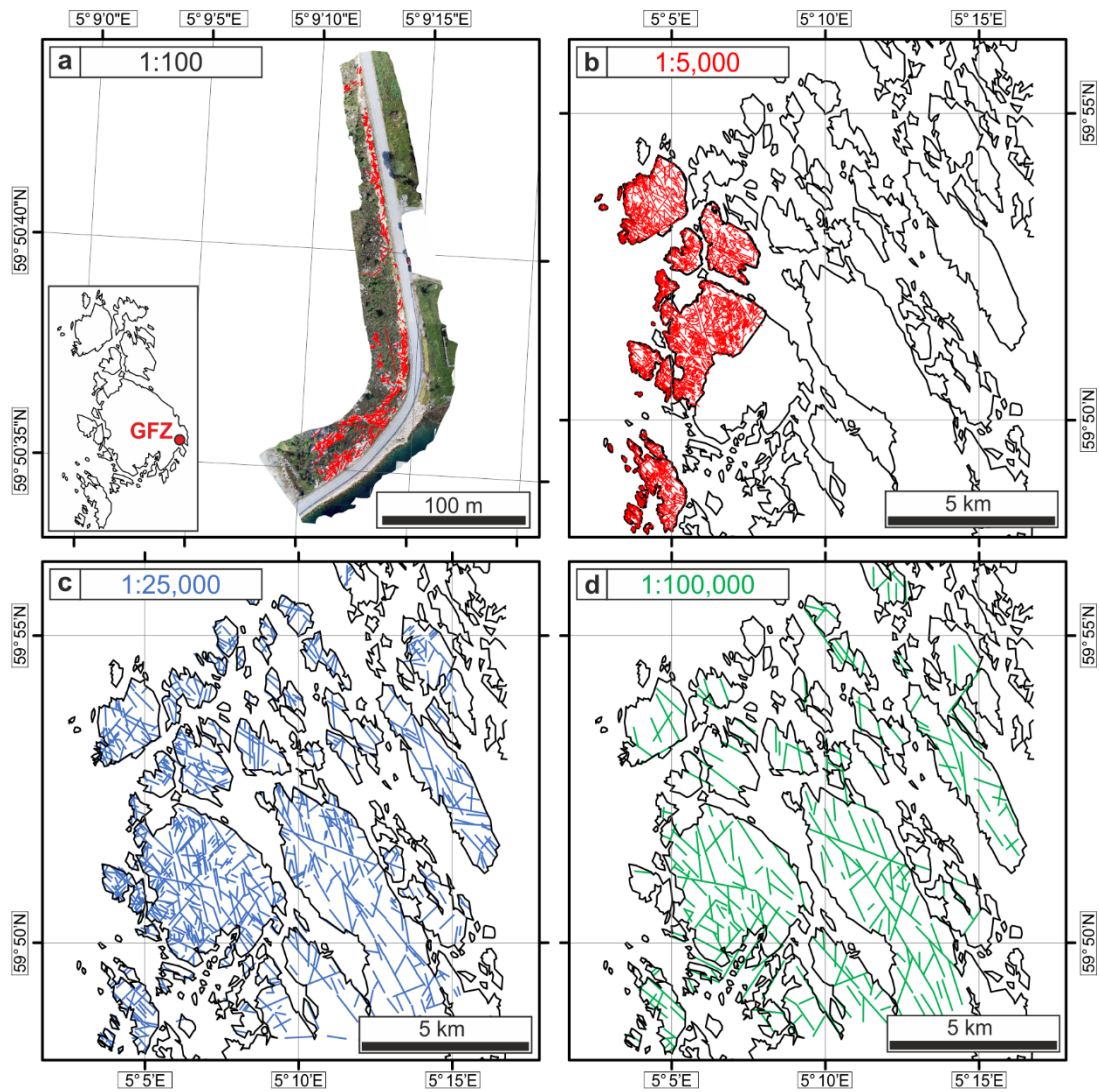 5° 9'0"E 5° 9'5"E 5° 9'10"E 5° 9'15"E 5° 5'E 5° 10'E 5° 15'E
a 1:100
b 1:5,000
59° 55'N
59° 50'40"N
GFZ
59° 50'35"N
59° 50'N
100 m
5 km
c 1:25,000
d 1:100,000
59° 55'N
59° 55'N
59° 50'N
59° 50'N
5 km
5 km
5° 5'E 5° 10'E 5° 15'E 5° 5'E 5° 10'E 5° 15'E